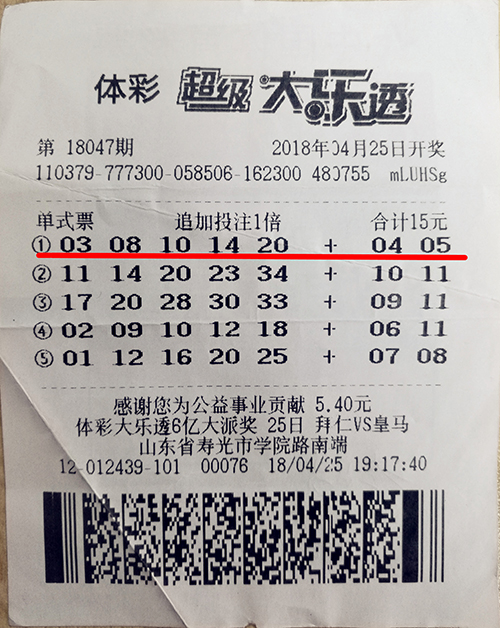 体彩 超级大乐透
第 18047期 2018年04月25日开奖
110379-777300-058506-162300 480755 mLUHSg
单式票 追加投注1倍 合计15元
① 03 08 10 14 20 + 04 05
② 11 14 20 23 34 + 10 11
③ 17 20 28 30 33 + 09 11
④ 02 09 10 12 18 + 06 11
⑤ 01 12 16 20 25 + 07 08
感谢您为公益事业贡献 5.40元
体彩大乐透6亿大派奖 25日 拜仁VS皇马
山东省寿光市学院路南端
12-012439-101 00076 18/04/25 19:17:40